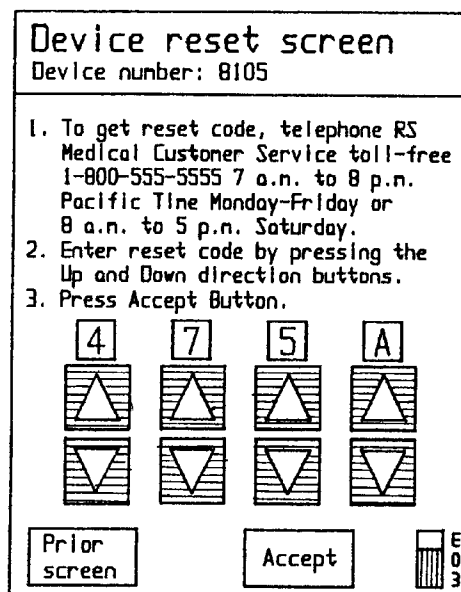 Device reset screen
Device number: 8105
1. To get reset code, telephone RS
Medical Customer Service toll-free
1-800-555-5555 7 a.m. to 8 p.m.
Pacific Time Monday-Friday or
8 a.m. to 5 p.m. Saturday.
2. Enter reset code by pressing the
Up and Down direction buttons.
3. Press Accept Button.
4 7 5 A
Prior
screen
Accept
E
0
3